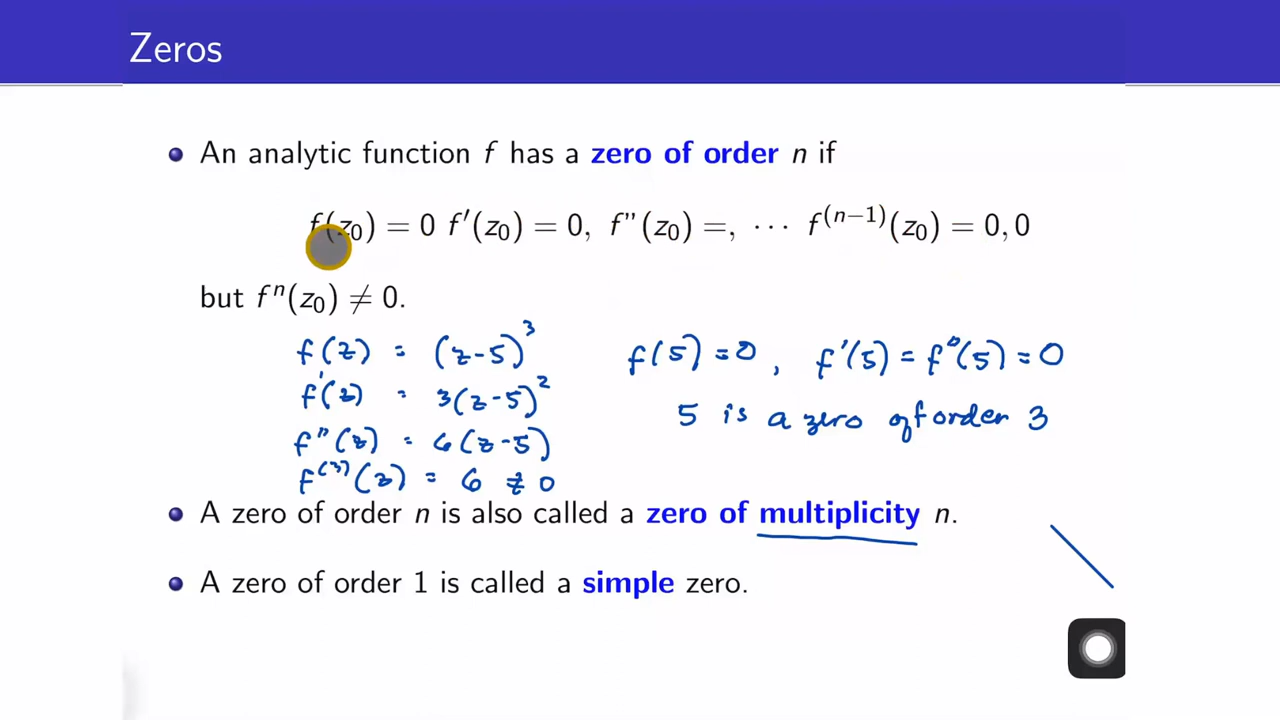 Zeros
An analytic function f has a zero of order n if
f(z₀) = 0 f′(z₀) = 0, f”(z₀) =, ⋯ f⁽ⁿ⁻¹⁾(z₀) = 0, 0
but fⁿ(z₀) ≠ 0.
f(z) = (z-5)³ f(5) = 0, f'(5) = f"(5) = 0
f'(z) = 3(z-5)²
5 is a zero of order 3
f"(z) = 6(z-5)
f⁽³⁾(z) = 6 ≠ 0
A zero of order n is also called a zero of multiplicity n.
A zero of order 1 is called a simple zero.